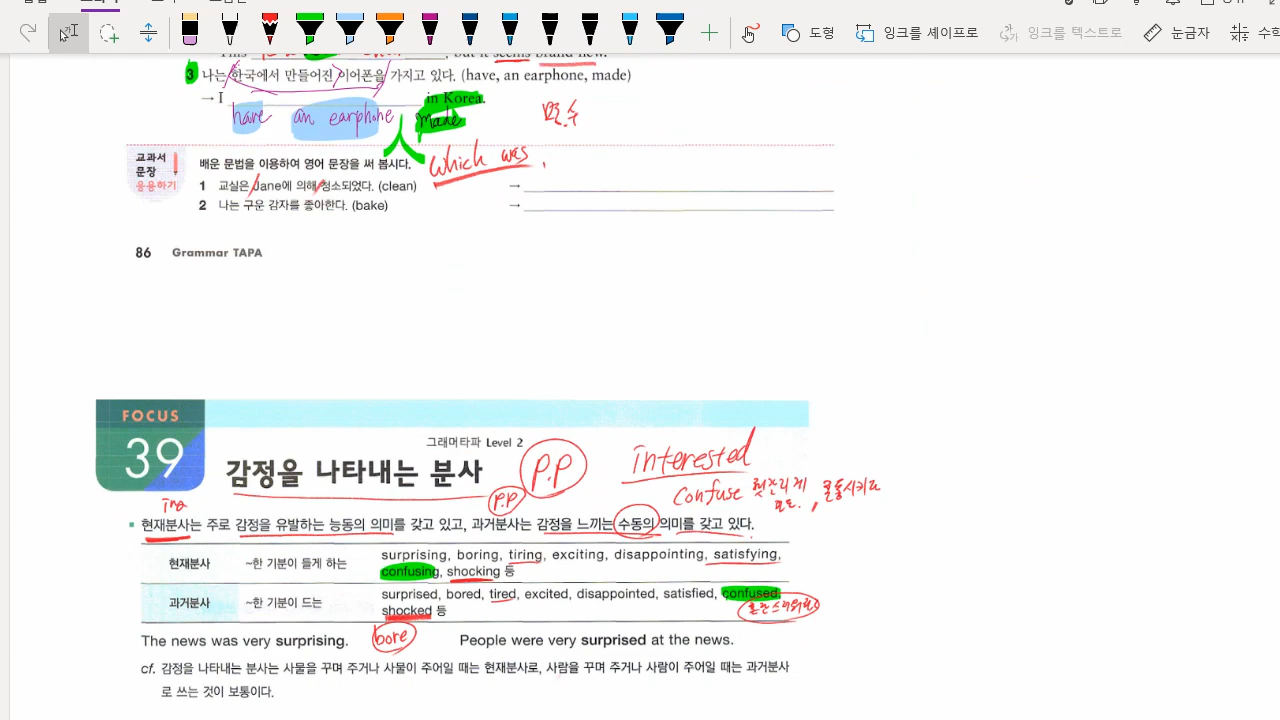 도형
잉크를 셰이프로
잉크를 텍스트로
눈금자
but it seems brand new.
3 나는 한국에서 만들어진 이어폰을 가지고 있다. (have, an earphone, made)
→ I have an earphone made in Korea.
교과서 문장 응용하기
배운 문법을 이용하여 영어 문장을 써 봅시다.
which was
1 교실은 Jane에 의해 청소되었다. (clean) →
2 나는 구운 감자를 좋아한다. (bake) →
86 Grammar TAPA
FOCUS
39
그래머타파 Level 2
감정을 나타내는 분사
P.P
interested
P.P
confuse 헷갈리게
ing
현재분사는 주로 감정을 유발하는 능동의 의미를 갖고 있고, 과거분사는 감정을 느끼는 수동의 의미를 갖고 있다.
현재분사 ~한 기분이 들게 하는 surprising, boring, tiring, exciting, disappointing, satisfying,
confusing, shocking 등
과거분사 ~한 기분이 드는 surprised, bored, tired, excited, disappointed, satisfied, confused,
shocked 등
혼란스러워하는
The news was very surprising. bore People were very surprised at the news.
cf. 감정을 나타내는 분사는 사물을 꾸며 주거나 사물이 주어일 때는 현재분사로, 사람을 꾸며 주거나 사람이 주어일 때는 과거분사
로 쓰는 것이 보통이다.